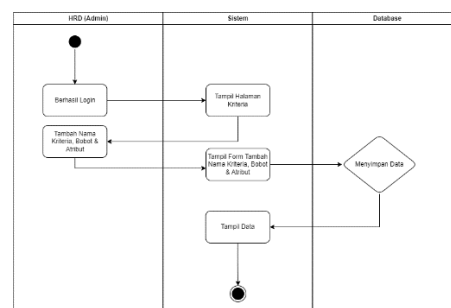 HRD (Admin)
Sistem
Database
Berhasil Login
Tampil Halaman
Kriteria
Tambah Nama
Kriteria, Bobot &
Atribut
Tampil Form Tambah
Nama Kriteria, Bobot
& Atribut
Menyimpan Data
Tampil Data